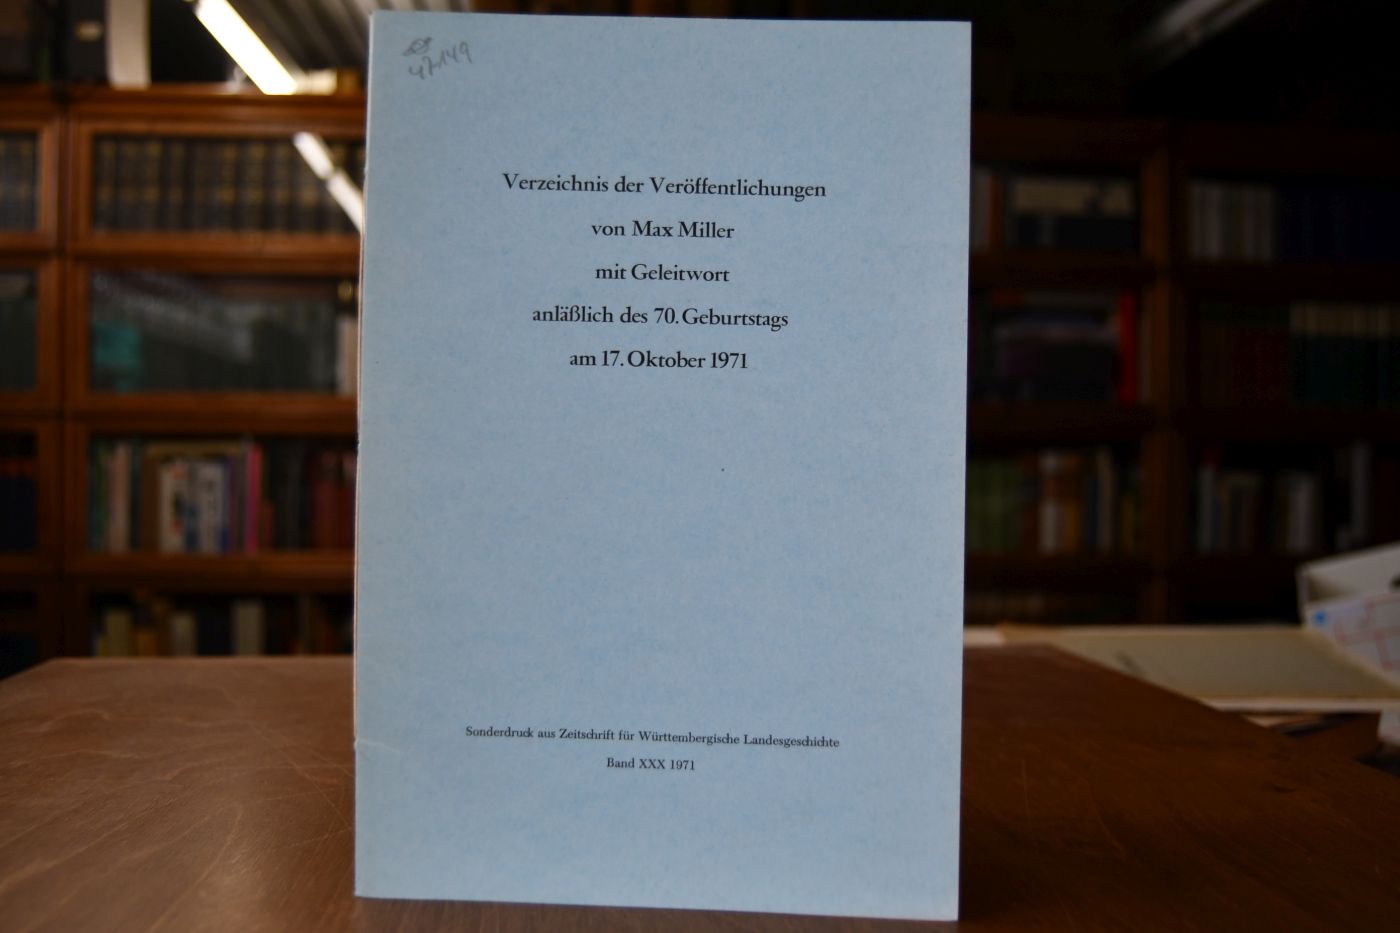 Verzeichnis der Veröffentlichungen
von Max Miller
mit Geleitwort
anläßlich des 70. Geburtstags
am 17. Oktober 1971
Sonderdruck aus Zeitschrift für Württembergische Landesgeschichte
Band XXX 1971